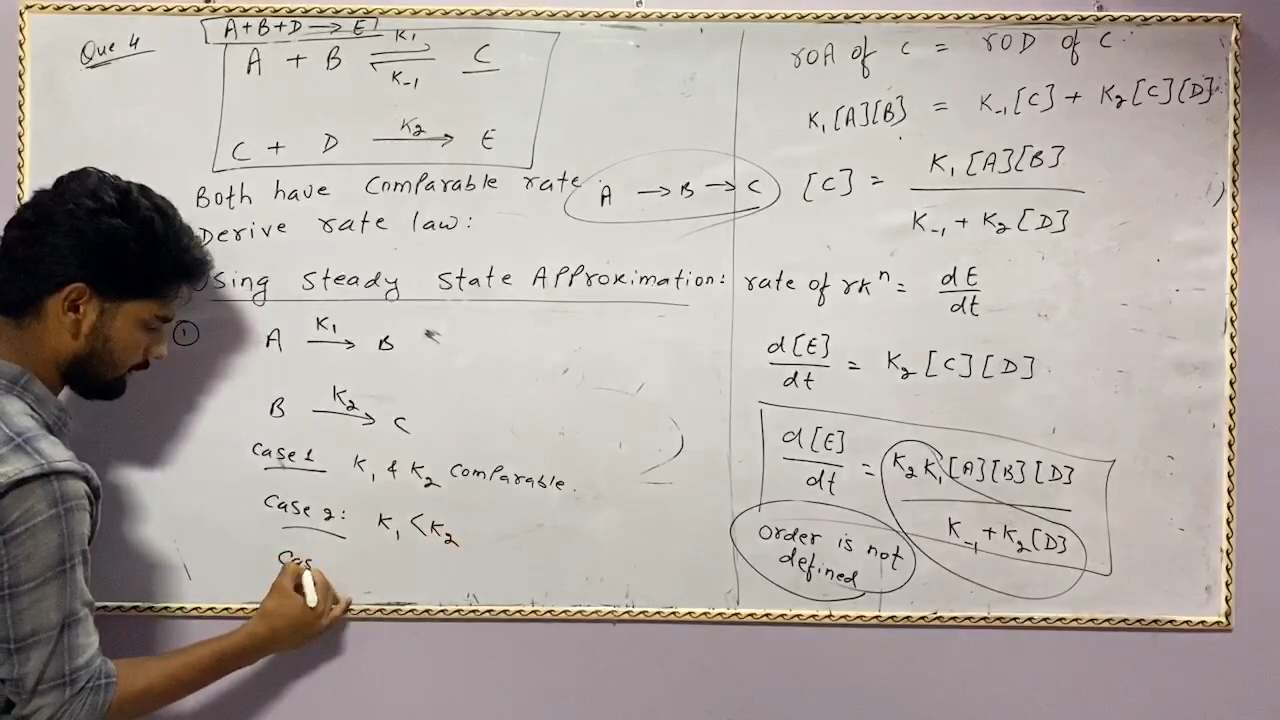 Que 4
A + B + D → E
A + B ⇌ C
K₁
K₋₁
C + D → E
K₂
Both have comparable rate.
Derive rate law:
A → B → C
Using Steady State Approximation:
①
A → B
K₁
B → C
K₂
Case 1 K₁ & K₂ comparable.
Case 2: K₁ < K₂
Cas
rOA of C = rOD of C.
K₁[A][B] = K₋₁[C] + K₂[C][D]
[C] = K₁[A][B] / K₋₁ + K₂[D]
rate of rxⁿ = dE/dt
d[E]/dt = K₂[C][D]
d[E]/dt = K₂K₁[A][B][D] / K₋₁ + K₂[D]
Order is not
defined